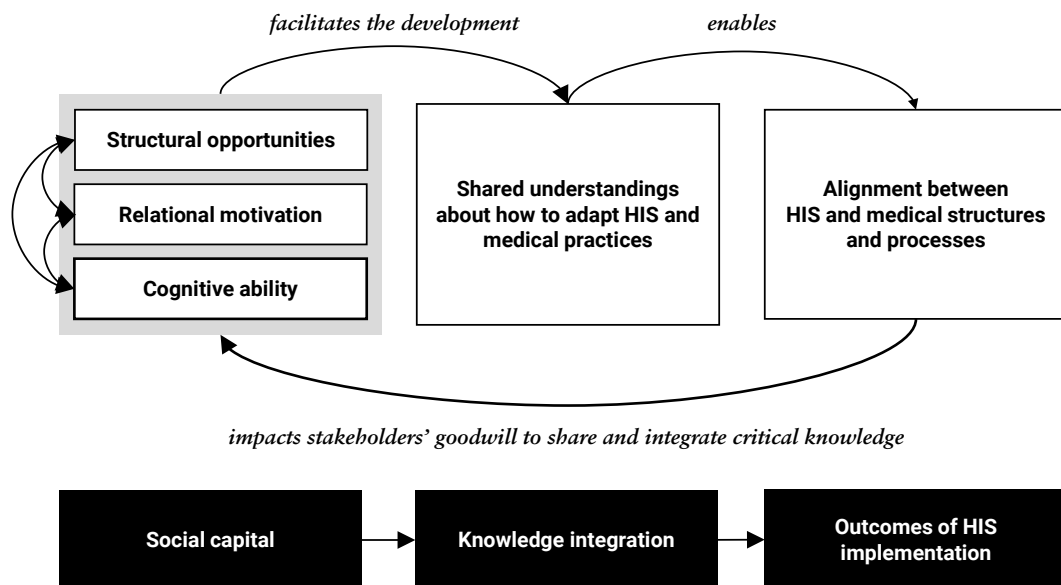 facilitates the development
enables
Structural opportunities
Relational motivation
Cognitive ability
Shared understandings
about how to adapt HIS and
medical practices
Alignment between
HIS and medical structures
and processes
impacts stakeholders’ goodwill to share and integrate critical knowledge
Social capital
Knowledge integration
Outcomes of HIS
implementation